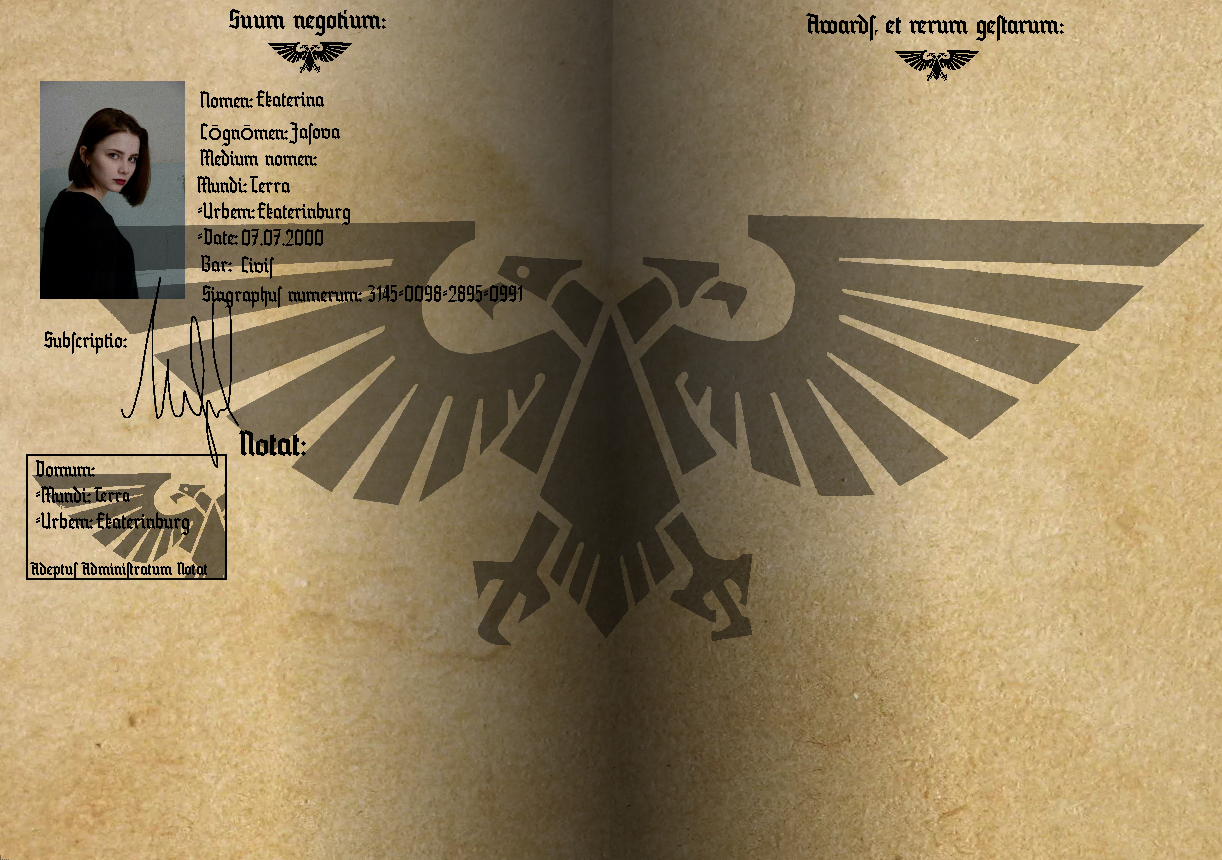 Suum negotium:
Nomen: Ekaterina
Cōgnōmen: Jaſova
Medium nomen:
Mundi: Terra
-Urbem: Ekaterinburg
-Date: 07.07.2000
Bar: Civiſ
Singraphuſ numerum: 3145-0098-2895-0991
Subſcriptio:
Notat:
Domum:
-Mundi: Terra
-Urbem: Ekaterinburg
Adeptuſ Adminiſtratum Notat
Awardſ, et rerum geſtarum: